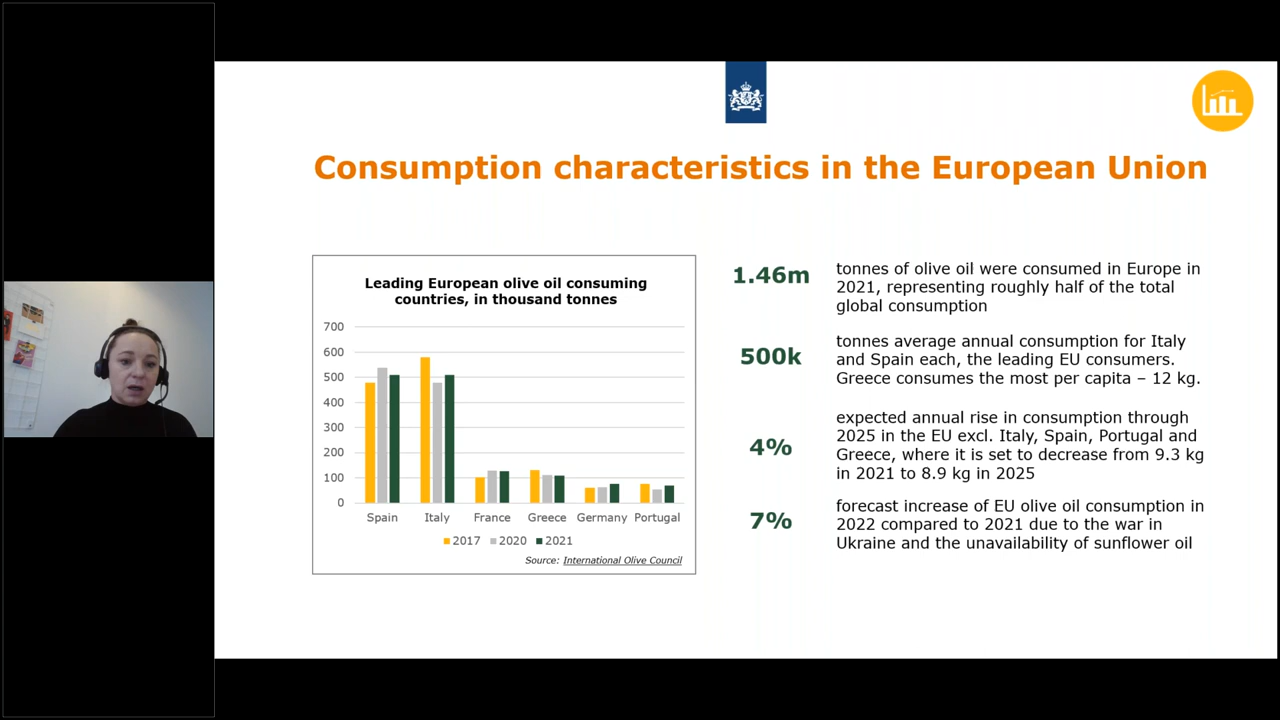 Consumption characteristics in the European Union
Leading European olive oil consuming
countries, in thousand tonnes
700
600
500
400
300
200
100
0
Spain Italy France Greece Germany Portugal
2017 2020 2021
Source: International Olive Council
1.46m
tonnes of olive oil were consumed in Europe in
2021, representing roughly half of the total
global consumption
500k
tonnes average annual consumption for Italy
and Spain each, the leading EU consumers.
Greece consumes the most per capita – 12 kg.
4%
expected annual rise in consumption through
2025 in the EU excl. Italy, Spain, Portugal and
Greece, where it is set to decrease from 9.3 kg
in 2021 to 8.9 kg in 2025
7%
forecast increase of EU olive oil consumption in
2022 compared to 2021 due to the war in
Ukraine and the unavailability of sunflower oil